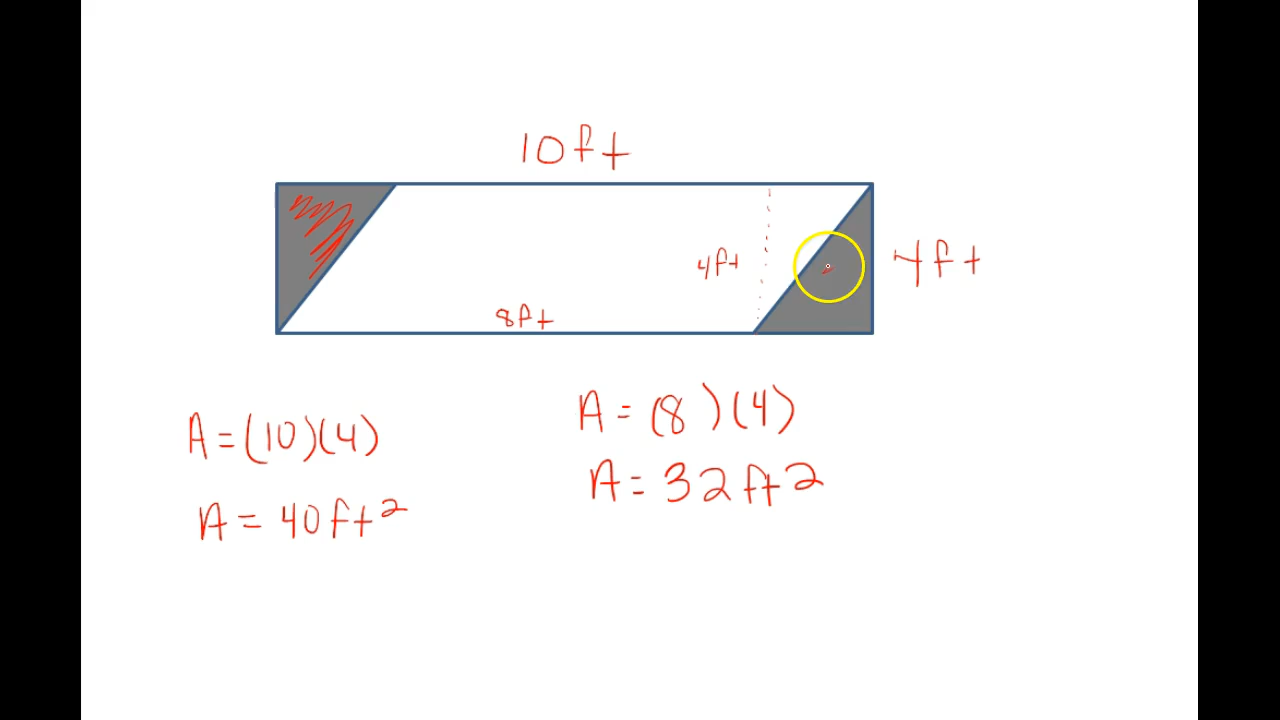 10ft
4ft
4ft
8ft
A = (10)(4)
A = 40ft²
A = (8)(4)
A = 32ft2